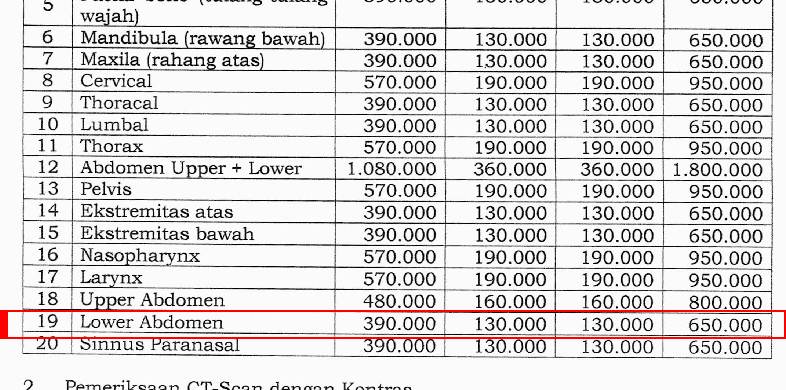 5
wajah)
6 Mandibula (rawang bawah) 390.000 130.000 130.000 650.000
7 Maxila (rahang atas) 390.000 130.000 130.000 650.000
8 Cervical 570.000 190.000 190.000 950.000
9 Thoracal 390.000 130.000 130.000 650.000
10 Lumbal 390.000 130.000 130.000 650.000
11 Thorax 570.000 190.000 190.000 950.000
12 Abdomen Upper + Lower 1.080.000 360.000 360.000 1.800.000
13 Pelvis 570.000 190.000 190.000 950.000
14 Ekstremitas atas 390.000 130.000 130.000 650.000
15 Ekstremitas bawah 390.000 130.000 130.000 650.000
16 Nasopharynx 570.000 190.000 190.000 950.000
17 Larynx 570.000 190.000 190.000 950.000
18 Upper Abdomen 480.000 160.000 160.000 800.000
19 Lower Abdomen 390.000 130.000 130.000 650.000
20 Sinnus Paranasal 390.000 130.000 130.000 650.000
2. Pemeriksaan CT-Scan dengan Kontras